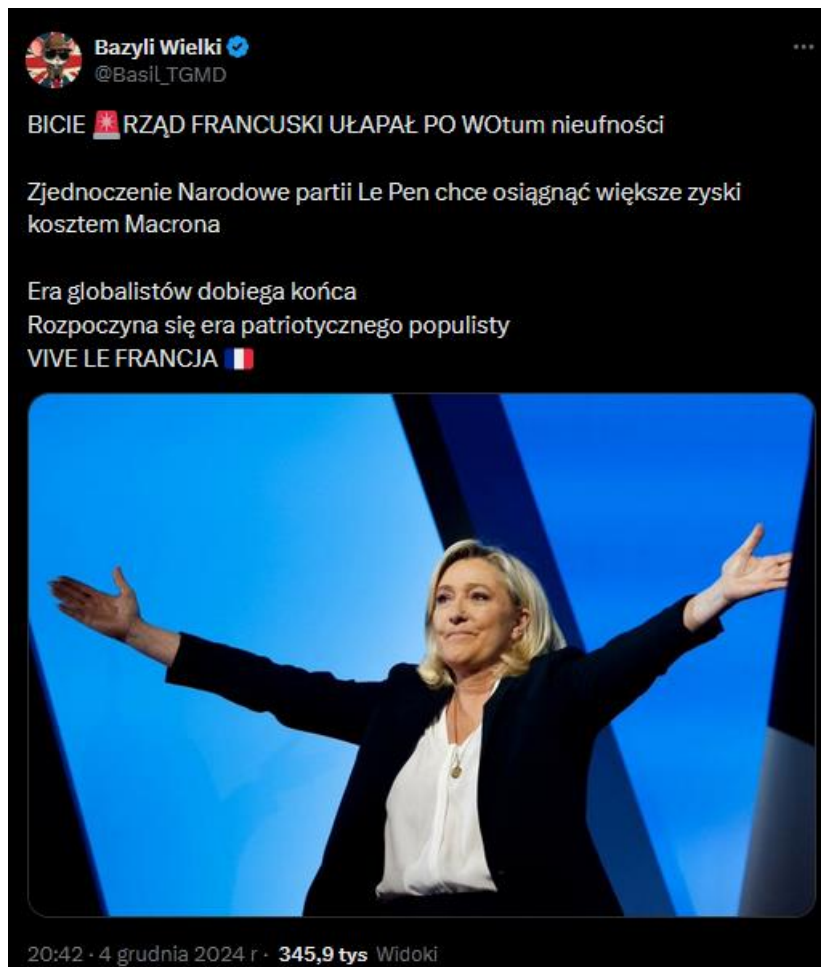 Bazyli Wielki
@Basil_TGMD
BICIE 🚨RZĄD FRANCUSKI UŁAPAŁ PO WOtum nieufności
Zjednoczenie Narodowe partii Le Pen chce osiągnąć większe zyski
kosztem Macrona
Era globalistów dobiega końca
Rozpoczyna się era patriotycznego populisty
VIVE LE FRANCJA 🇫🇷
20:42 · 4 grudnia 2024 r · 345,9 tys Widoki